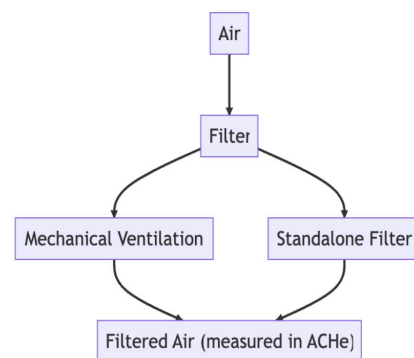 Air
Filter
Mechanical Ventilation
Standalone Filter
Filtered Air (measured in ACHe)